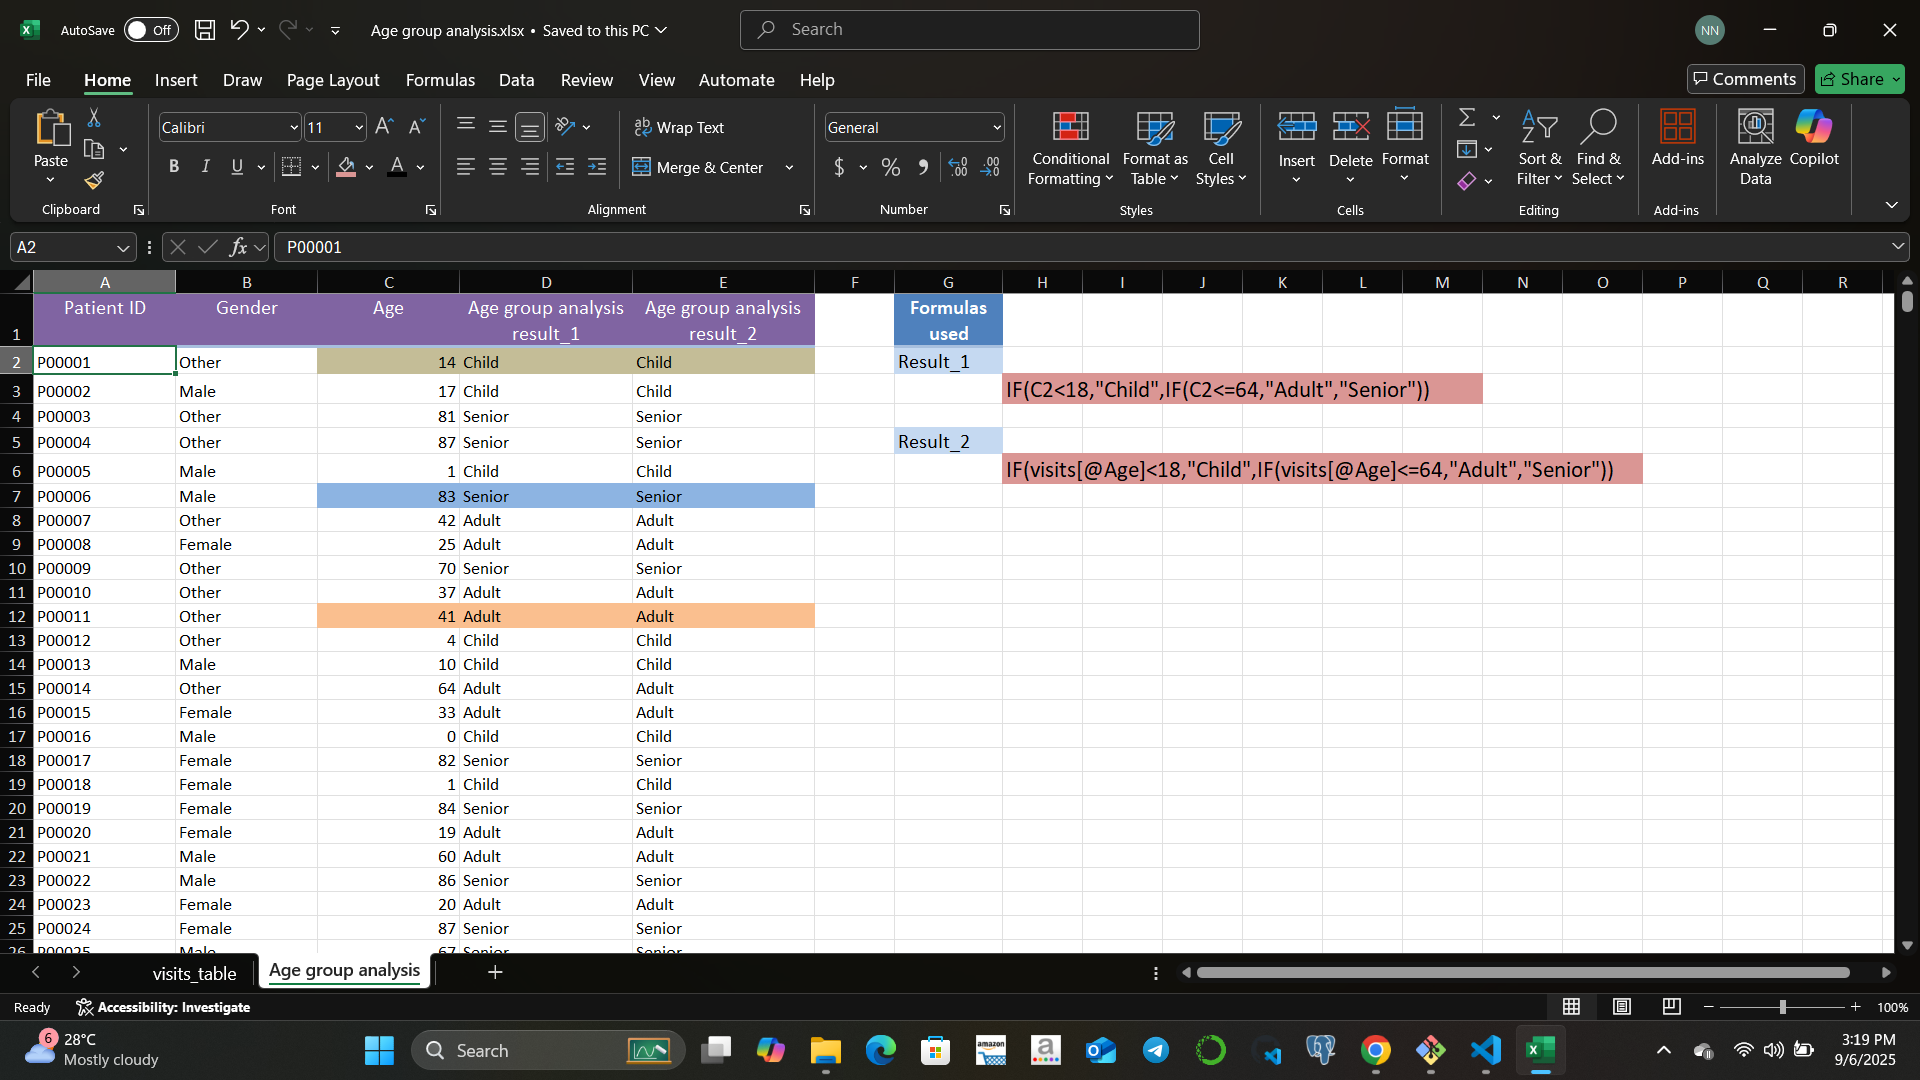 AutoSave Off Age group analysis.xlsx • Saved to this PC Search NN
File Home Insert Draw Page Layout Formulas Data Review View Automate Help Comments Share
Paste Calibri 11 B I U A Wrap Text Merge & Center General $ % Conditional Formatting Format as Table Cell Styles Insert Delete Format Sort & Filter Find & Select Add-ins Analyze Data Copilot
Clipboard Font Alignment Number Styles Cells Editing Add-ins
A2 fx P00001
A B C D E F G H I J K L M N O P Q R
1 Patient ID Gender Age Age group analysis result_1 Age group analysis result_2 Formulas used
2 P00001 Other 14 Child Child Result_1
3 P00002 Male 17 Child Child IF(C2<18,"Child",IF(C2<=64,"Adult","Senior"))
4 P00003 Other 81 Senior Senior
5 P00004 Other 87 Senior Senior Result_2
6 P00005 Male 1 Child Child IF(visits[@Age]<18,"Child",IF(visits[@Age]<=64,"Adult","Senior"))
7 P00006 Male 83 Senior Senior
8 P00007 Other 42 Adult Adult
9 P00008 Female 25 Adult Adult
10 P00009 Other 70 Senior Senior
11 P00010 Other 37 Adult Adult
12 P00011 Other 41 Adult Adult
13 P00012 Other 4 Child Child
14 P00013 Male 10 Child Child
15 P00014 Other 64 Adult Adult
16 P00015 Female 33 Adult Adult
17 P00016 Male 0 Child Child
18 P00017 Female 82 Senior Senior
19 P00018 Female 1 Child Child
20 P00019 Female 84 Senior Senior
21 P00020 Female 19 Adult Adult
22 P00021 Male 60 Adult Adult
23 P00022 Male 86 Senior Senior
24 P00023 Female 20 Adult Adult
25 P00024 Female 87 Senior Senior
26 P00025 Male 67 Senior Senior
visits_table Age group analysis
Ready Accessibility: Investigate 100%
6 28°C Mostly cloudy Search amazon 3:19 PM
9/6/2025